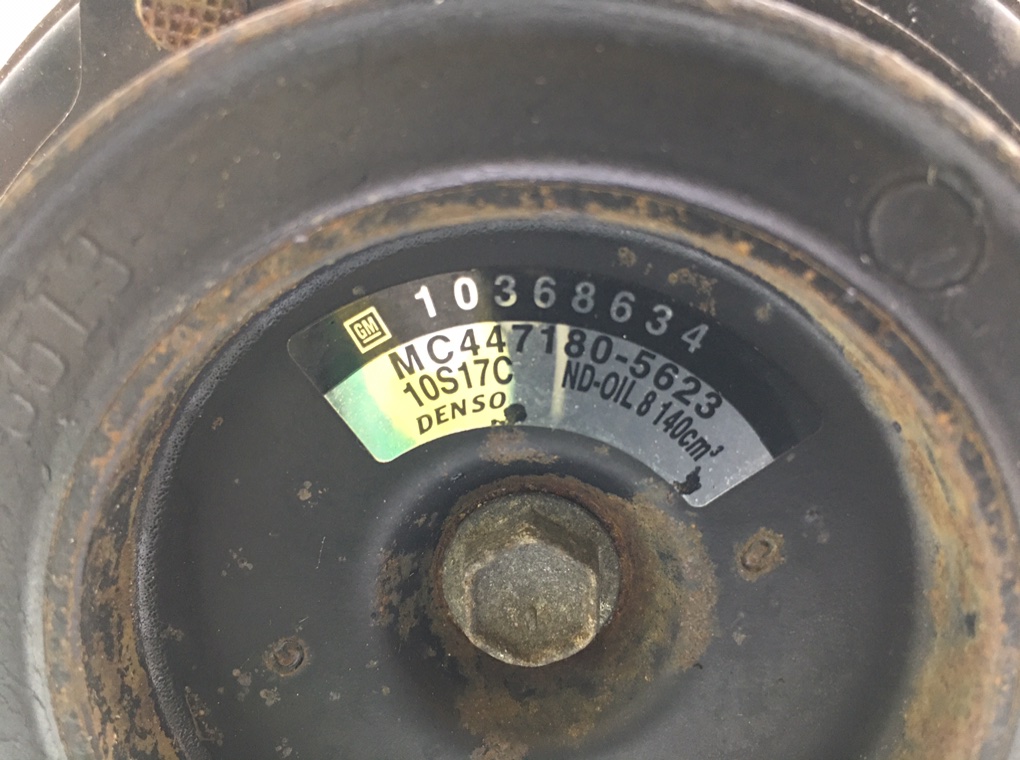 GM 10368634
MC447180-5623
10S17C ND-OIL 8 140cm³
DENSO